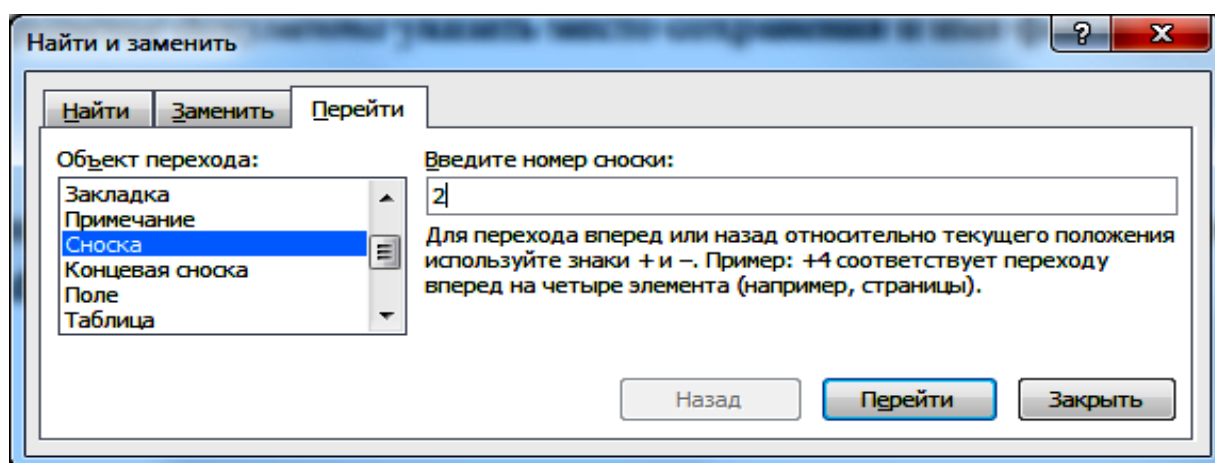 Найти и заменить
Найти Заменить Перейти
Объект перехода:
Закладка
Примечание
Сноска
Концевая сноска
Поле
Таблица
Введите номер сноски:
2
Для перехода вперед или назад относительно текущего положения
используйте знаки + и –. Пример: +4 соответствует переходу
вперед на четыре элемента (например, страницы).
Назад Перейти Закрыть